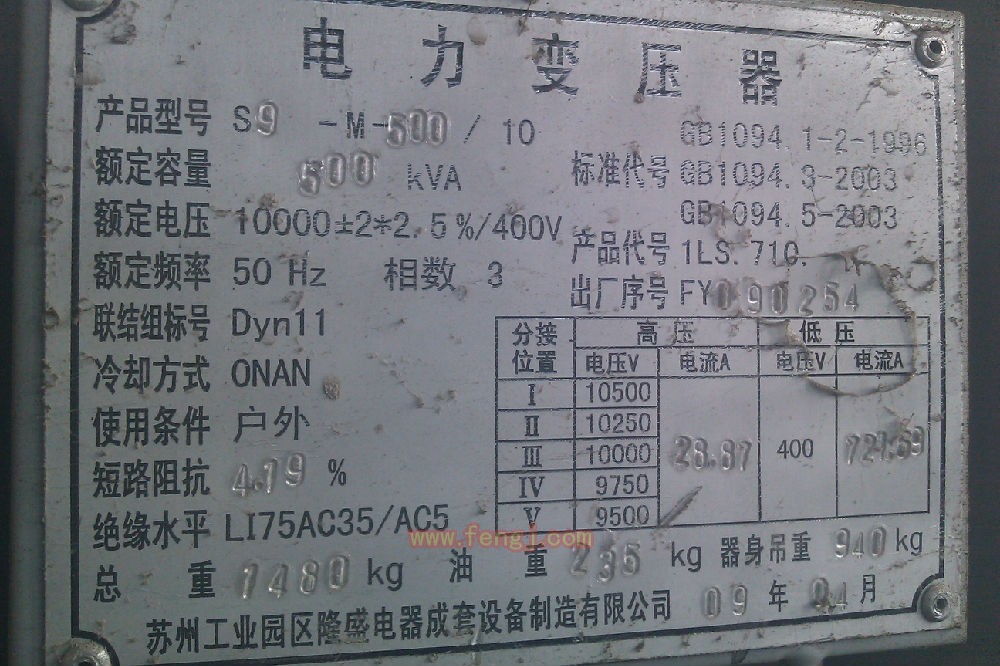 电力变压器
产品型号 S9 -M-500/10
额定容量 500 kVA
额定电压 10000±2*2.5%/400V
额定频率 50 Hz 相数 3
联结组标号 Dyn11
冷却方式 ONAN
使用条件 户外
短路阻抗 4.79 %
绝缘水平 LI75AC35/AC5
标准代号 GB1094.1-2-1996
GB1094.3-2003
GB1094.5-2003
产品代号 1LS.710.
出厂序号 FY090254
分接位置 高压 低压
电压V 电流A 电压V 电流A
I 10500
II 10250
III 10000 28.87 400 721.69
IV 9750
V 9500
www.feng1.com
总重 1480 kg 油重 235 kg 器身吊重 940 kg
苏州工业园区隆盛电器成套设备制造有限公司 09 年 04 月